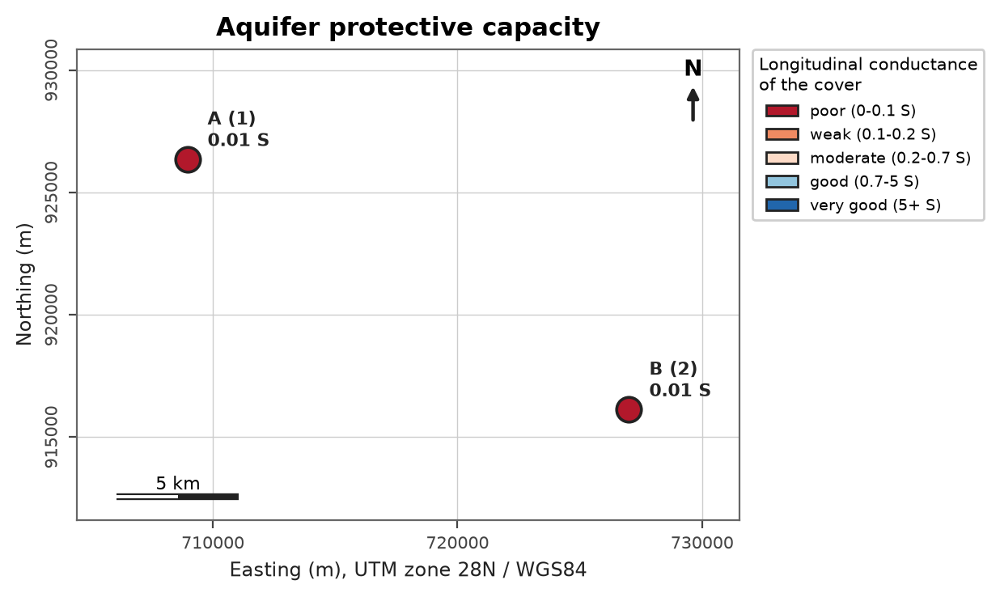 Aquifer protective capacity
N
A (1)
0.01 S
B (2)
0.01 S
5 km
930000
925000
920000
915000
Northing (m)
710000
720000
730000
Easting (m), UTM zone 28N / WGS84
Longitudinal conductance
of the cover
poor (0-0.1 S)
weak (0.1-0.2 S)
moderate (0.2-0.7 S)
good (0.7-5 S)
very good (5+ S)